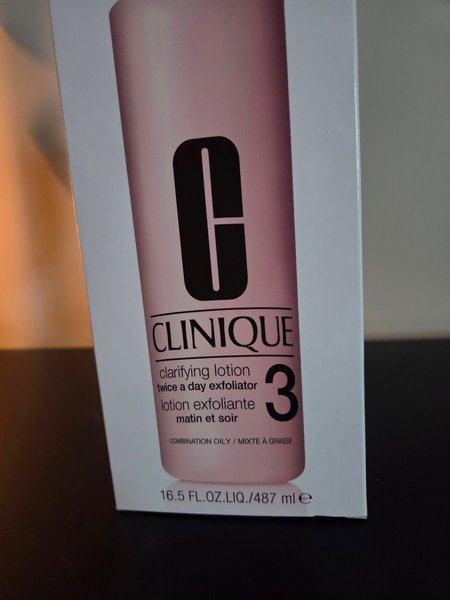 C
CLINIQUE
clarifying lotion
twice a day exfoliator
3
lotion exfoliante
matin et soir
COMBINATION OILY / MIXTE À GRASSE
16.5 FL.OZ.LIQ./487 ml ℮